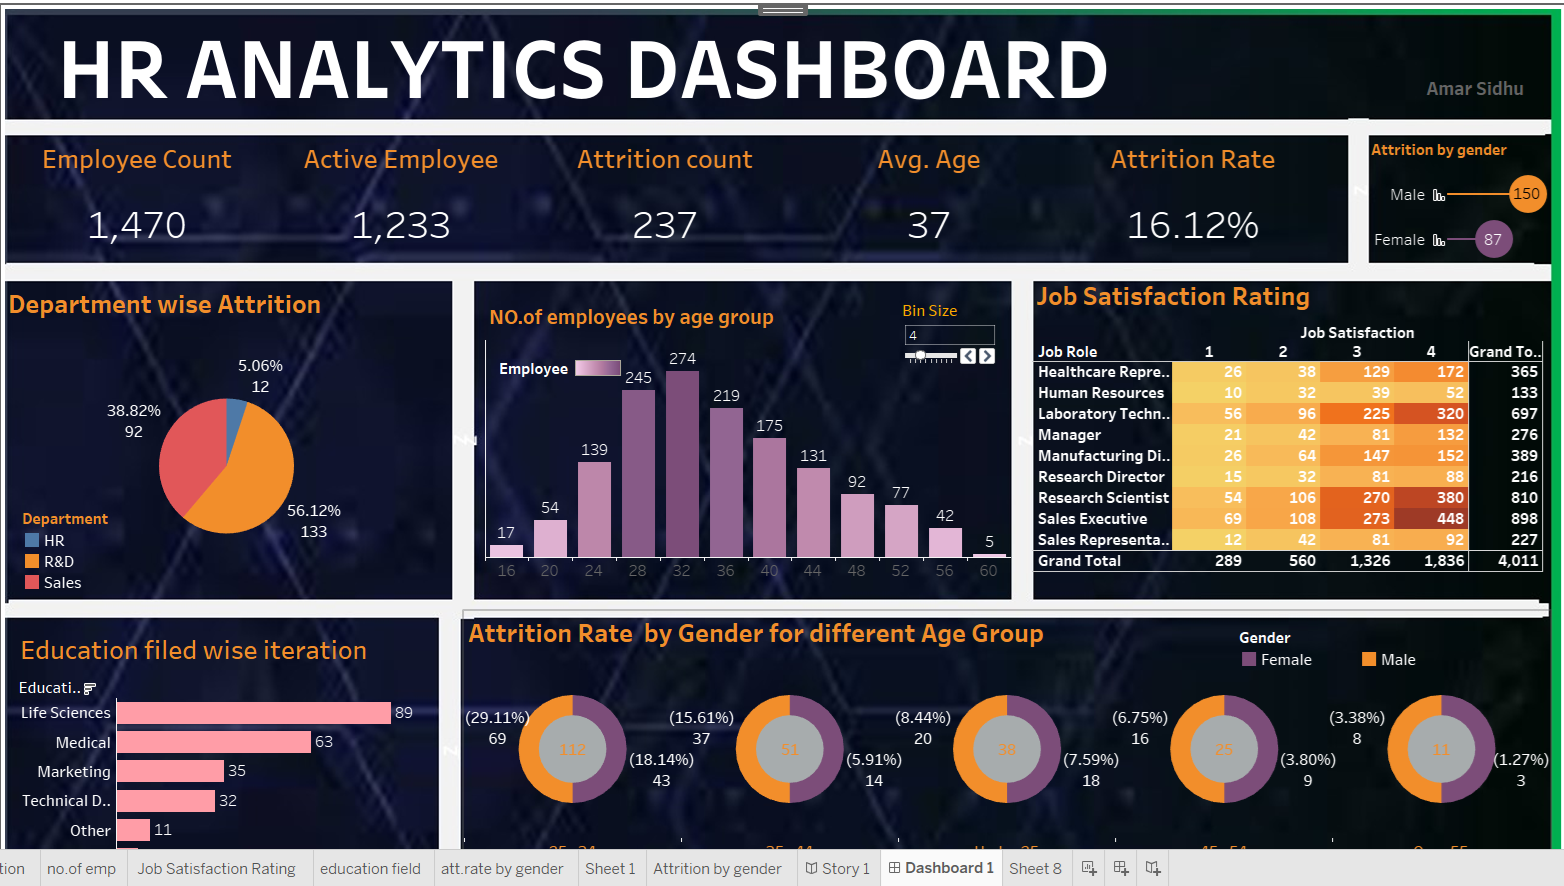 HR ANALYTICS DASHBOARD
Amar Sidhu
Employee Count Active Employee Attrition count Avg. Age Attrition Rate
1,470 1,233 237 37 16.12%
Attrition by gender
Male 150
Female 87
Department wise Attrition
5.06%
12
38.82%
92
56.12%
133
Department
HR
R&D
Sales
NO.of employees by age group
Bin Size
4
Employee
17 54 139 245 274 219 175 131 92 77 42 5
16 20 24 28 32 36 40 44 48 52 56 60
Job Satisfaction Rating
Job Satisfaction
Job Role 1 2 3 4 Grand To..
Healthcare Repre.. 26 38 129 172 365
Human Resources 10 32 39 52 133
Laboratory Techn.. 56 96 225 320 697
Manager 21 42 81 132 276
Manufacturing Di.. 26 64 147 152 389
Research Director 15 32 81 88 216
Research Scientist 54 106 270 380 810
Sales Executive 69 108 273 448 898
Sales Representa.. 12 42 81 92 227
Grand Total 289 560 1,326 1,836 4,011
Education filed wise iteration
Educati..
Life Sciences 89
Medical 63
Marketing 35
Technical D.. 32
Other 11
Attrition Rate by Gender for different Age Group
Gender
Female Male
(29.11%) (15.61%) (8.44%) (6.75%) (3.38%)
69 37 20 16 8
112 51 38 25 11
(18.14%) (5.91%) (7.59%) (3.80%) (1.27%)
43 14 18 9 3
tion no.of emp Job Satisfaction Rating education field att.rate by gender Sheet 1 Attrition by gender Story 1 Dashboard 1 Sheet 8